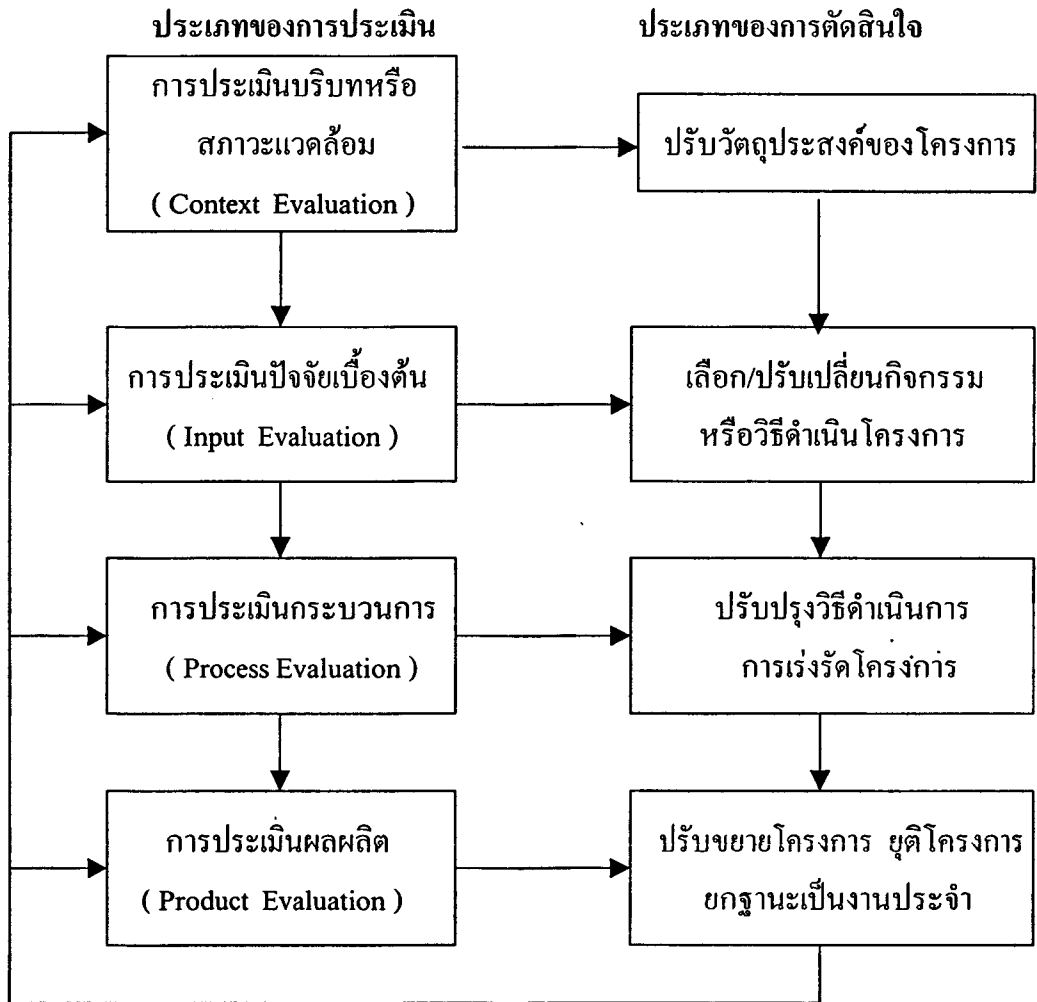 ประเภทของการประเมิน
ประเภทของการตัดสินใจ
การประเมินบริบทหรือ
สภาวะแวดล้อม
( Context Evaluation )
ปรับวัตถุประสงค์ของโครงการ
การประเมินปัจจัยเบื้องต้น
( Input Evaluation )
เลือก/ปรับเปลี่ยนกิจกรรม
หรือวิธีดำเนินโครงการ
การประเมินกระบวนการ
( Process Evaluation )
ปรับปรุงวิธีดำเนินการ
การเร่งรัดโครงการ
การประเมินผลผลิต
( Product Evaluation )
ปรับขยายโครงการ ยุติโครงการ
ยกฐานะเป็นงานประจำ